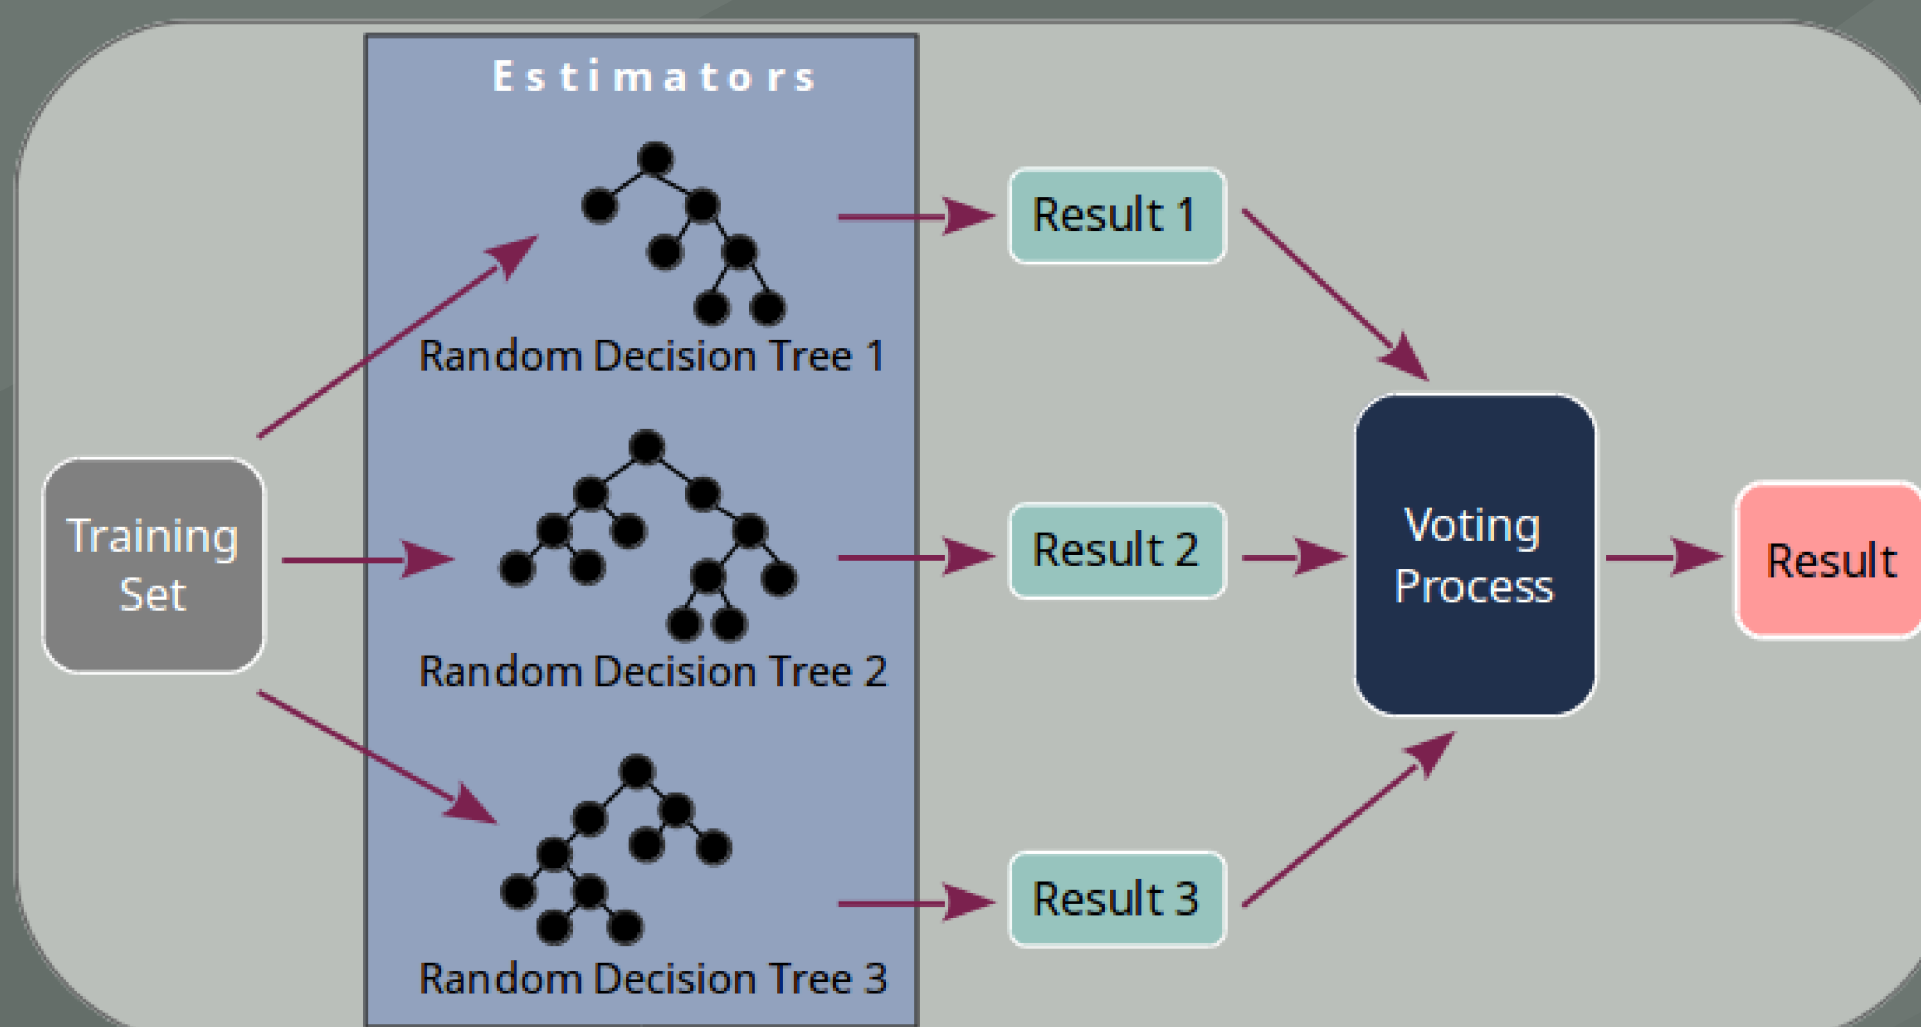 Estimators
Random Decision Tree 1
Result 1
Training
Set
Random Decision Tree 2
Result 2
Voting
Process
Result
Random Decision Tree 3
Result 3